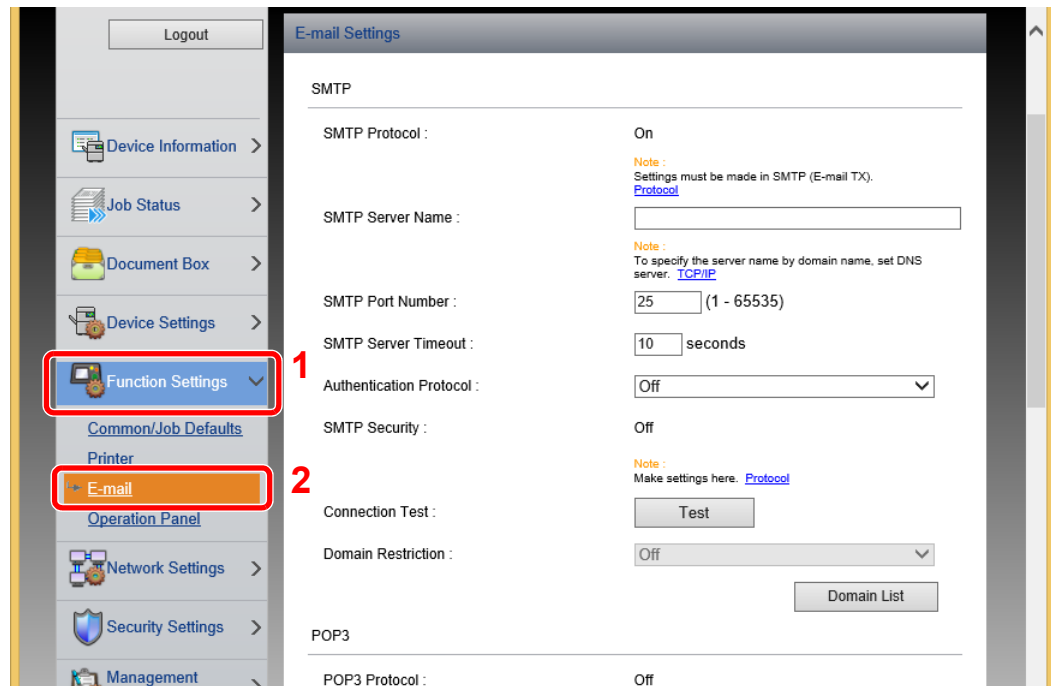 Logout
Device Information
Job Status
Document Box
Device Settings
Function Settings
1
Common/Job Defaults
Printer
E-mail
2
Operation Panel
Network Settings
Security Settings
Management
E-mail Settings
SMTP
SMTP Protocol : On
Note :
Settings must be made in SMTP (E-mail TX).
Protocol
SMTP Server Name :
Note :
To specify the server name by domain name, set DNS
server. TCP/IP
SMTP Port Number : 25 (1 - 65535)
SMTP Server Timeout : 10 seconds
Authentication Protocol : Off
SMTP Security : Off
Note :
Make settings here. Protocol
Connection Test : Test
Domain Restriction : Off
Domain List
POP3
POP3 Protocol : Off